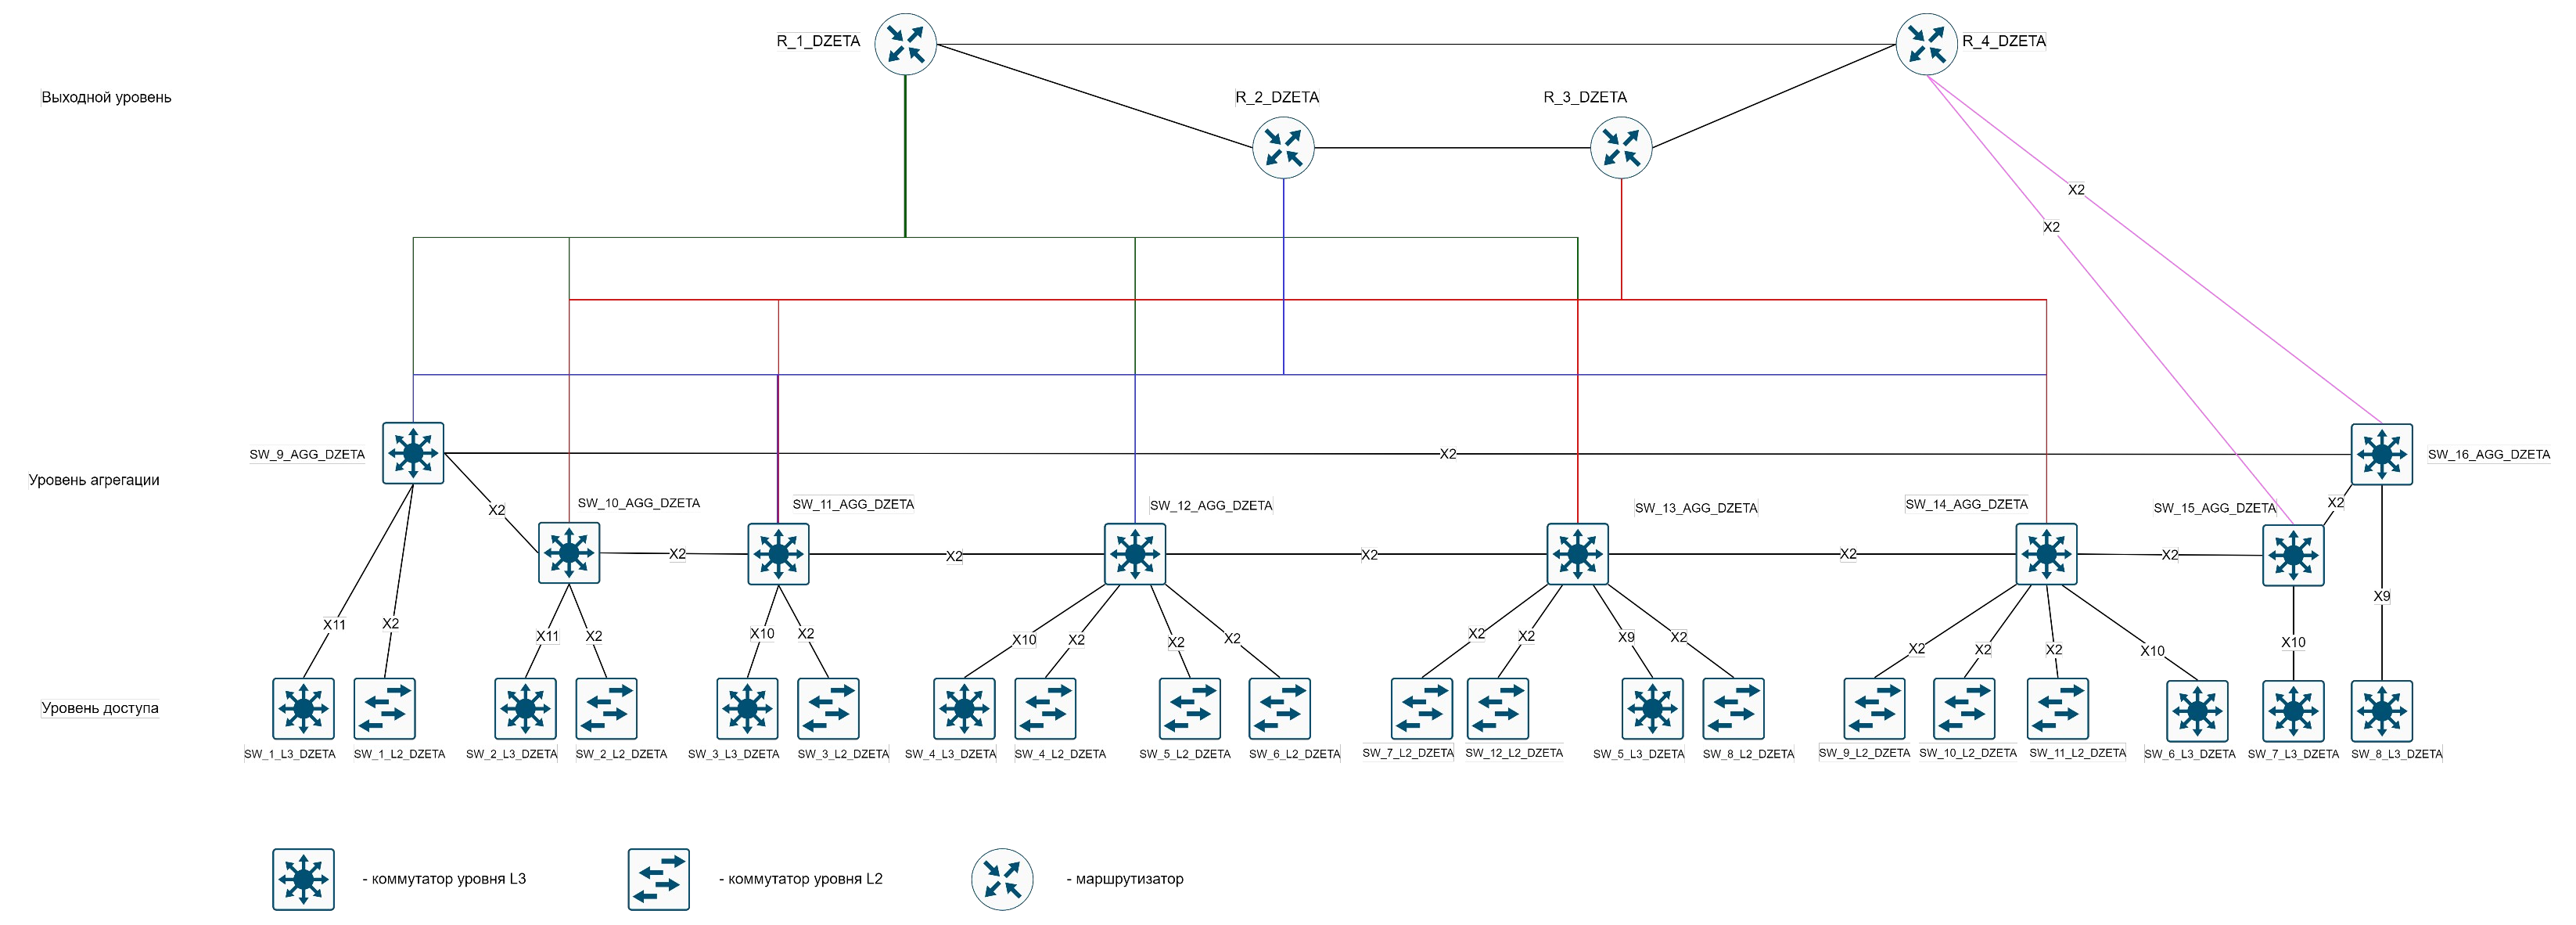 R_1_DZETA
R_4_DZETA
Выходной уровень
R_2_DZETA
R_3_DZETA
X2
X2
SW_9_AGG_DZETA
X2
SW_16_AGG_DZETA
Уровень агрегации
X2
SW_10_AGG_DZETA
SW_11_AGG_DZETA
SW_12_AGG_DZETA
SW_13_AGG_DZETA
SW_14_AGG_DZETA
SW_15_AGG_DZETA
X2
X2
X2
X2
X2
X2
X11
X2
X11
X2
X10
X2
X10
X2
X2
X2
X2
X2
X9
X2
X2
X2
X2
X10
X10
X9
Уровень доступа
SW_1_L3_DZETA
SW_1_L2_DZETA
SW_2_L3_DZETA
SW_2_L2_DZETA
SW_3_L3_DZETA
SW_3_L2_DZETA
SW_4_L3_DZETA
SW_4_L2_DZETA
SW_5_L2_DZETA
SW_6_L2_DZETA
SW_7_L2_DZETA
SW_12_L2_DZETA
SW_5_L3_DZETA
SW_8_L2_DZETA
SW_9_L2_DZETA
SW_10_L2_DZETA
SW_11_L2_DZETA
SW_6_L3_DZETA
SW_7_L3_DZETA
SW_8_L3_DZETA
- коммутатор уровня L3
- коммутатор уровня L2
- маршрутизатор